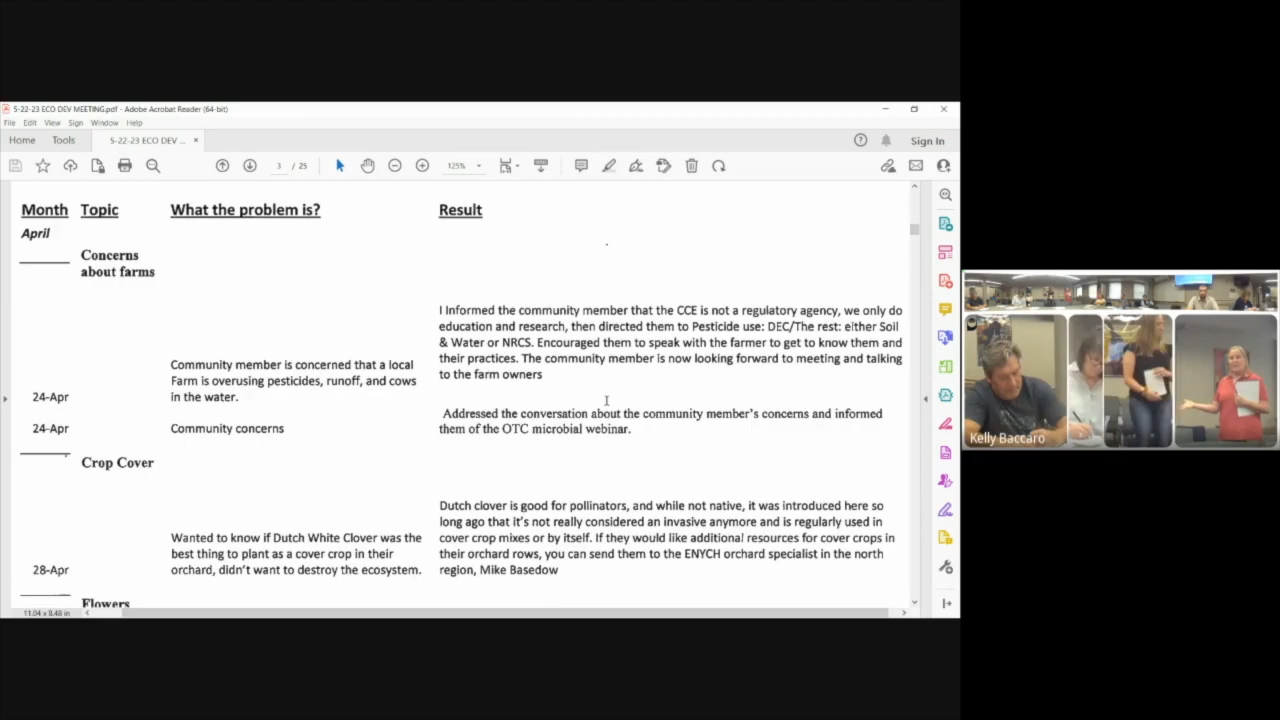 5-22-23 ECO DEV MEETING.pdf - Adobe Acrobat Reader (64-bit)
File Edit View Sign Window Help
Home Tools 5-22-23 ECO DEV ... × Sign In
3 / 25 125%
Month Topic What the problem is? Result
April
Concerns
about farms
I Informed the community member that the CCE is not a regulatory agency, we only do
education and research, then directed them to Pesticide use: DEC/The rest: either Soil
& Water or NRCS. Encouraged them to speak with the farmer to get to know them and
their practices. The community member is now looking forward to meeting and talking
to the farm owners
Community member is concerned that a local
Farm is overusing pesticides, runoff, and cows
24-Apr in the water.
Addressed the conversation about the community member's concerns and informed
24-Apr Community concerns
them of the OTC microbial webinar.
Crop Cover
Dutch clover is good for pollinators, and while not native, it was introduced here so
long ago that it's not really considered an invasive anymore and is regularly used in
cover crop mixes or by itself. If they would like additional resources for cover crops in
their orchard rows, you can send them to the ENYCH orchard specialist in the north
region, Mike Basedow
Wanted to know if Dutch White Clover was the
best thing to plant as a cover crop in their
28-Apr orchard, didn't want to destroy the ecosystem.
Flowers
11.04 x 8.48 in
Kelly Baccaro